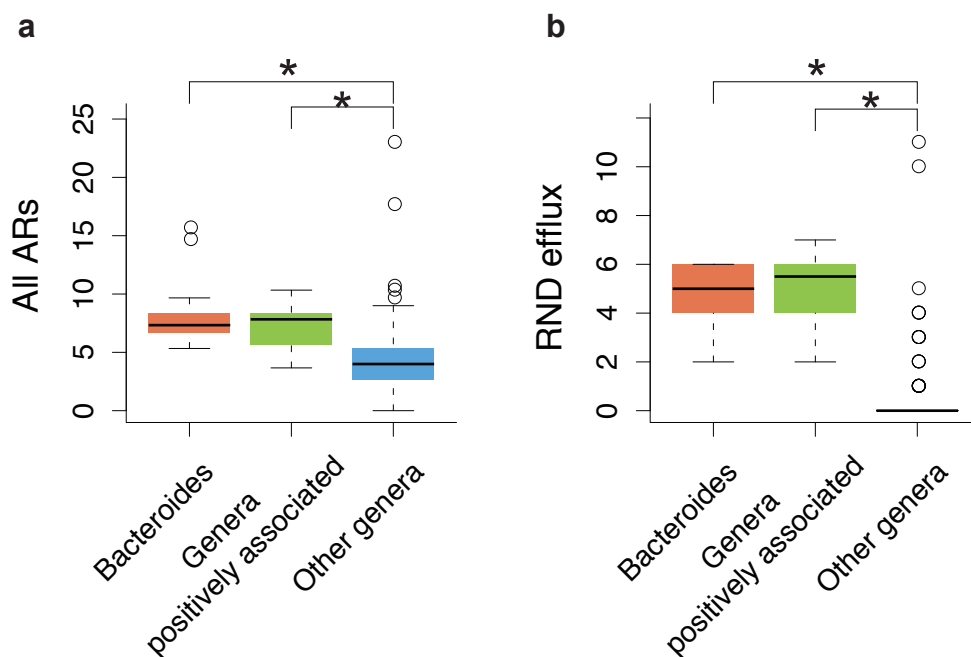 a
*
*
All ARs
25
20
15
10
5
0
Bacteroides
Genera
positively associated
Other genera
b
*
*
RND efflux
10
8
6
4
2
0
Bacteroides
Genera
positively associated
Other genera